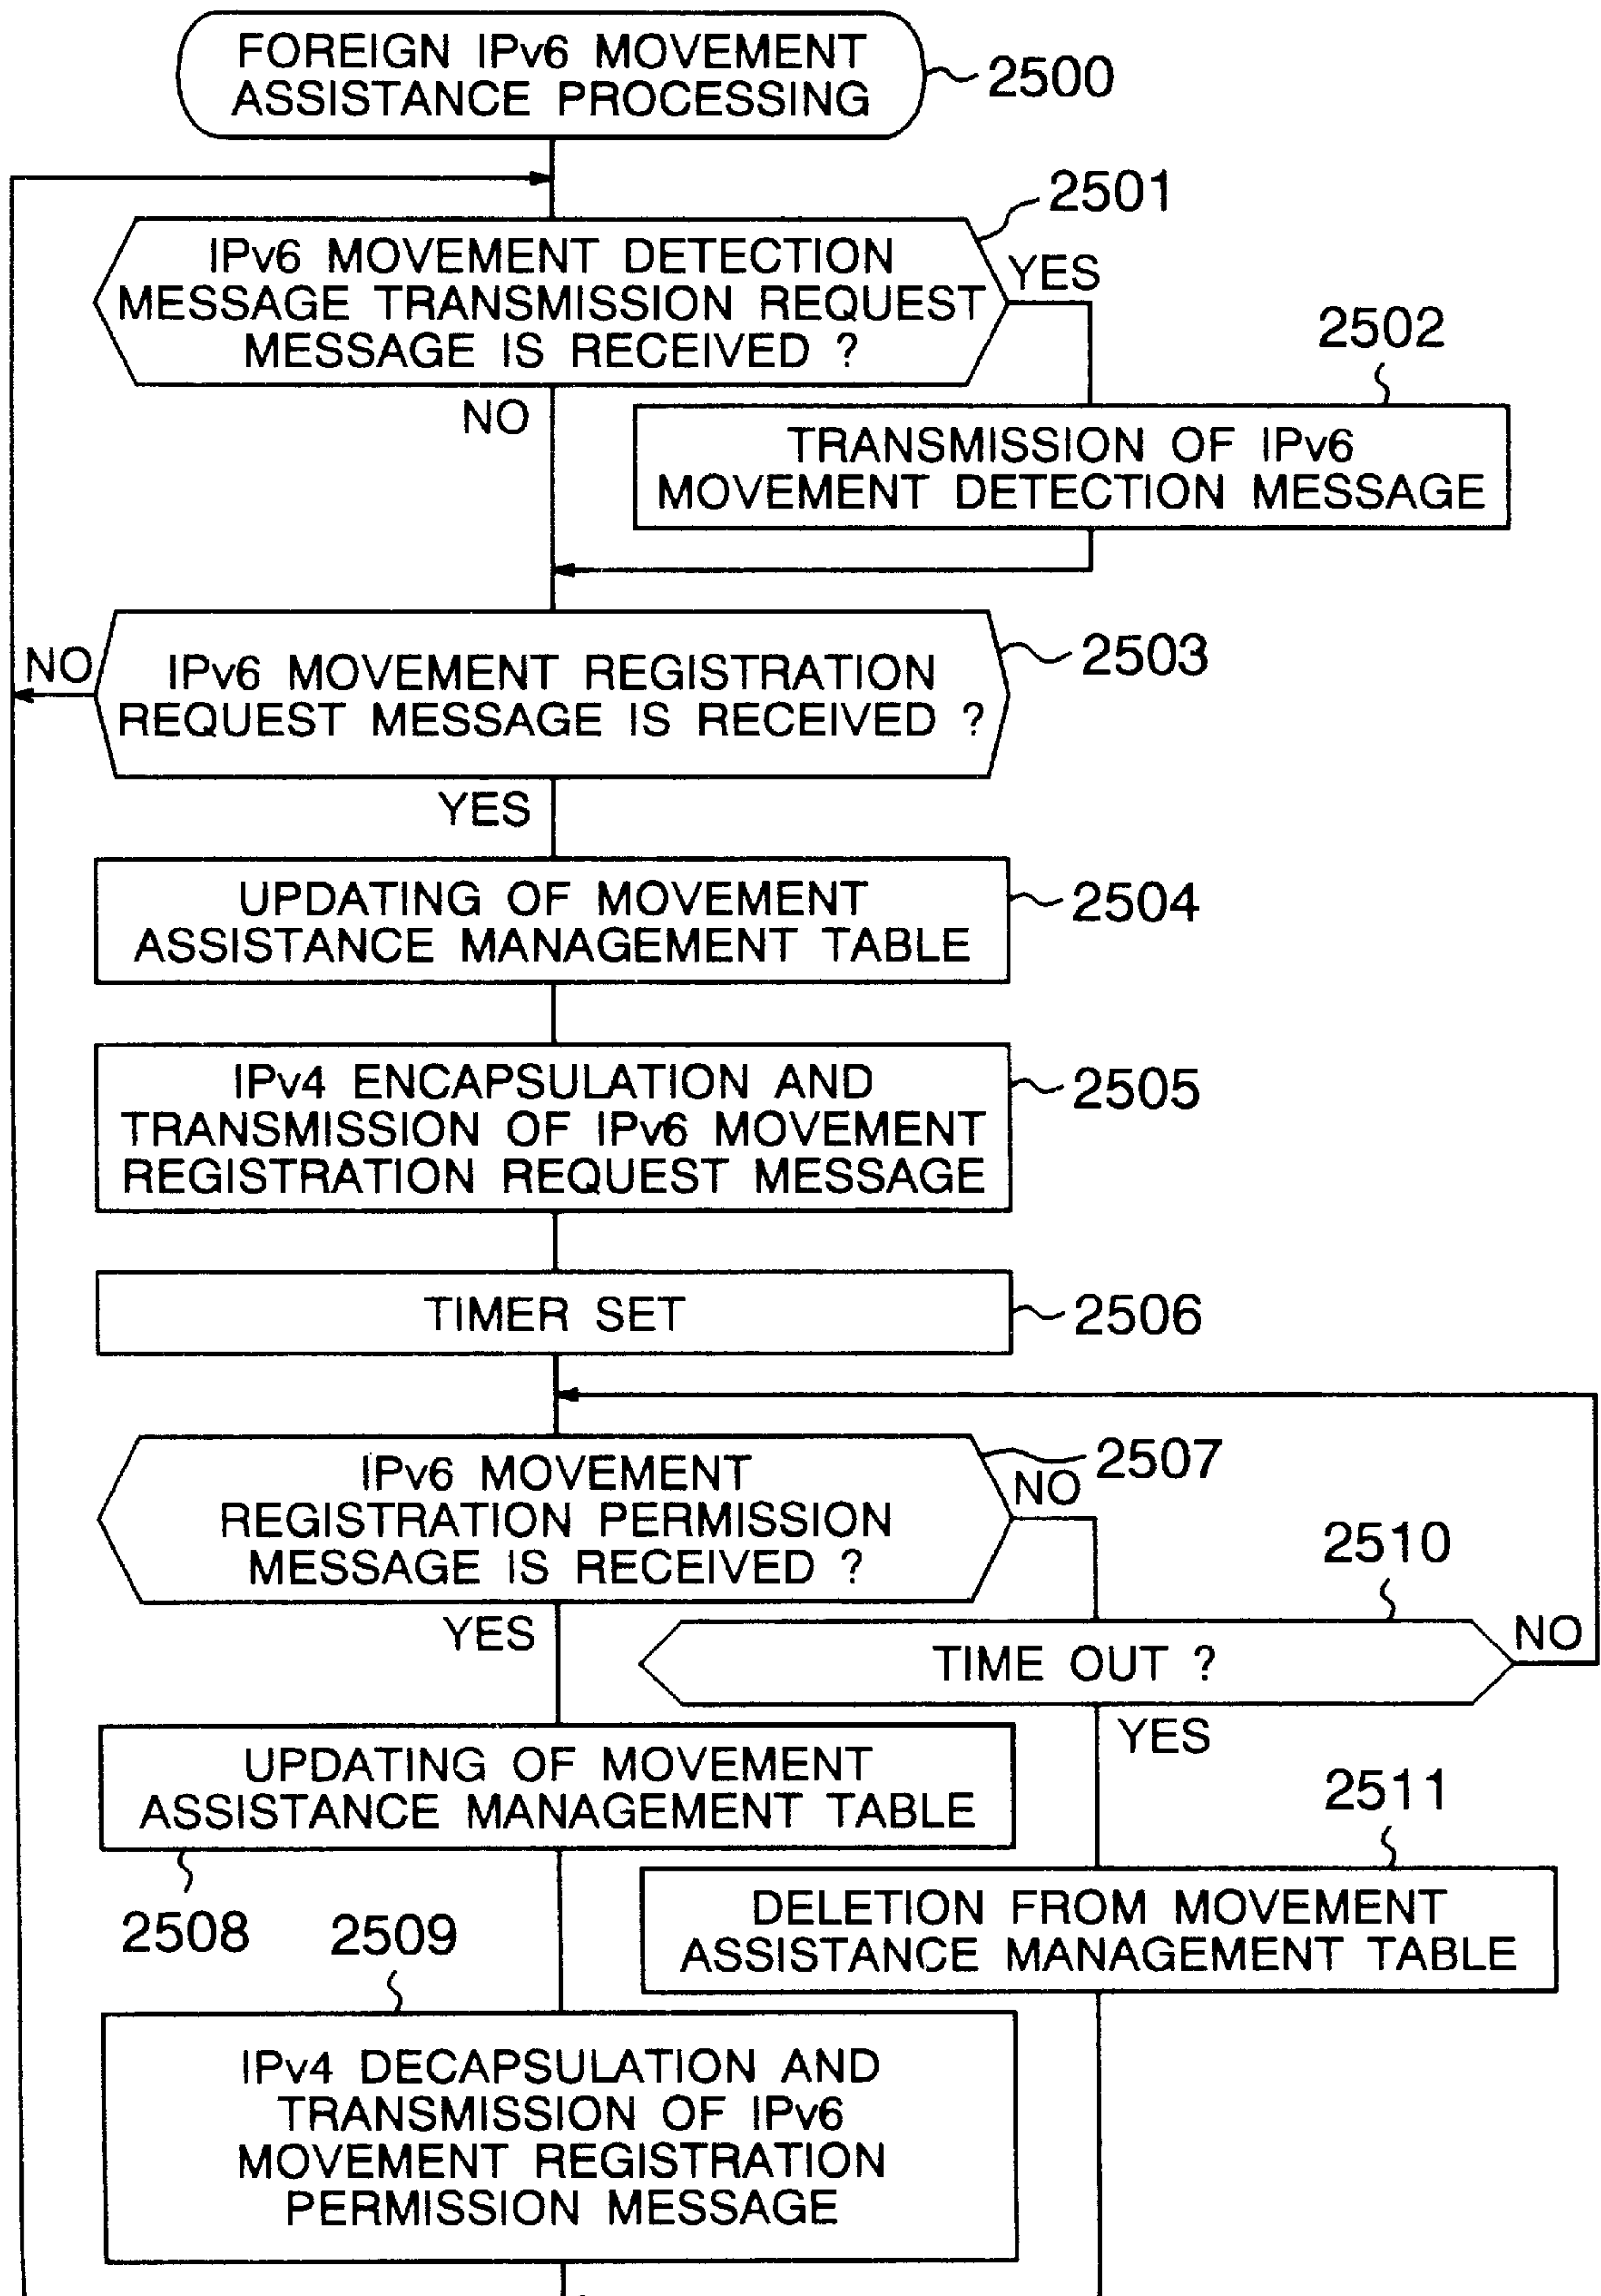 FOREIGN IPv6 MOVEMENT
ASSISTANCE PROCESSING
2500
2501
IPv6 MOVEMENT DETECTION
MESSAGE TRANSMISSION REQUEST
MESSAGE IS RECEIVED ?
YES
NO
2502
TRANSMISSION OF IPv6
MOVEMENT DETECTION MESSAGE
NO
IPv6 MOVEMENT REGISTRATION
REQUEST MESSAGE IS RECEIVED ?
2503
YES
UPDATING OF MOVEMENT
ASSISTANCE MANAGEMENT TABLE
2504
IPv4 ENCAPSULATION AND
TRANSMISSION OF IPv6 MOVEMENT
REGISTRATION REQUEST MESSAGE
2505
TIMER SET
2506
IPv6 MOVEMENT
REGISTRATION PERMISSION
MESSAGE IS RECEIVED ?
2507
NO
YES
2510
TIME OUT ?
NO
YES
UPDATING OF MOVEMENT
ASSISTANCE MANAGEMENT TABLE
2508
2511
DELETION FROM MOVEMENT
ASSISTANCE MANAGEMENT TABLE
2509
IPv4 DECAPSULATION AND
TRANSMISSION OF IPv6
MOVEMENT REGISTRATION
PERMISSION MESSAGE